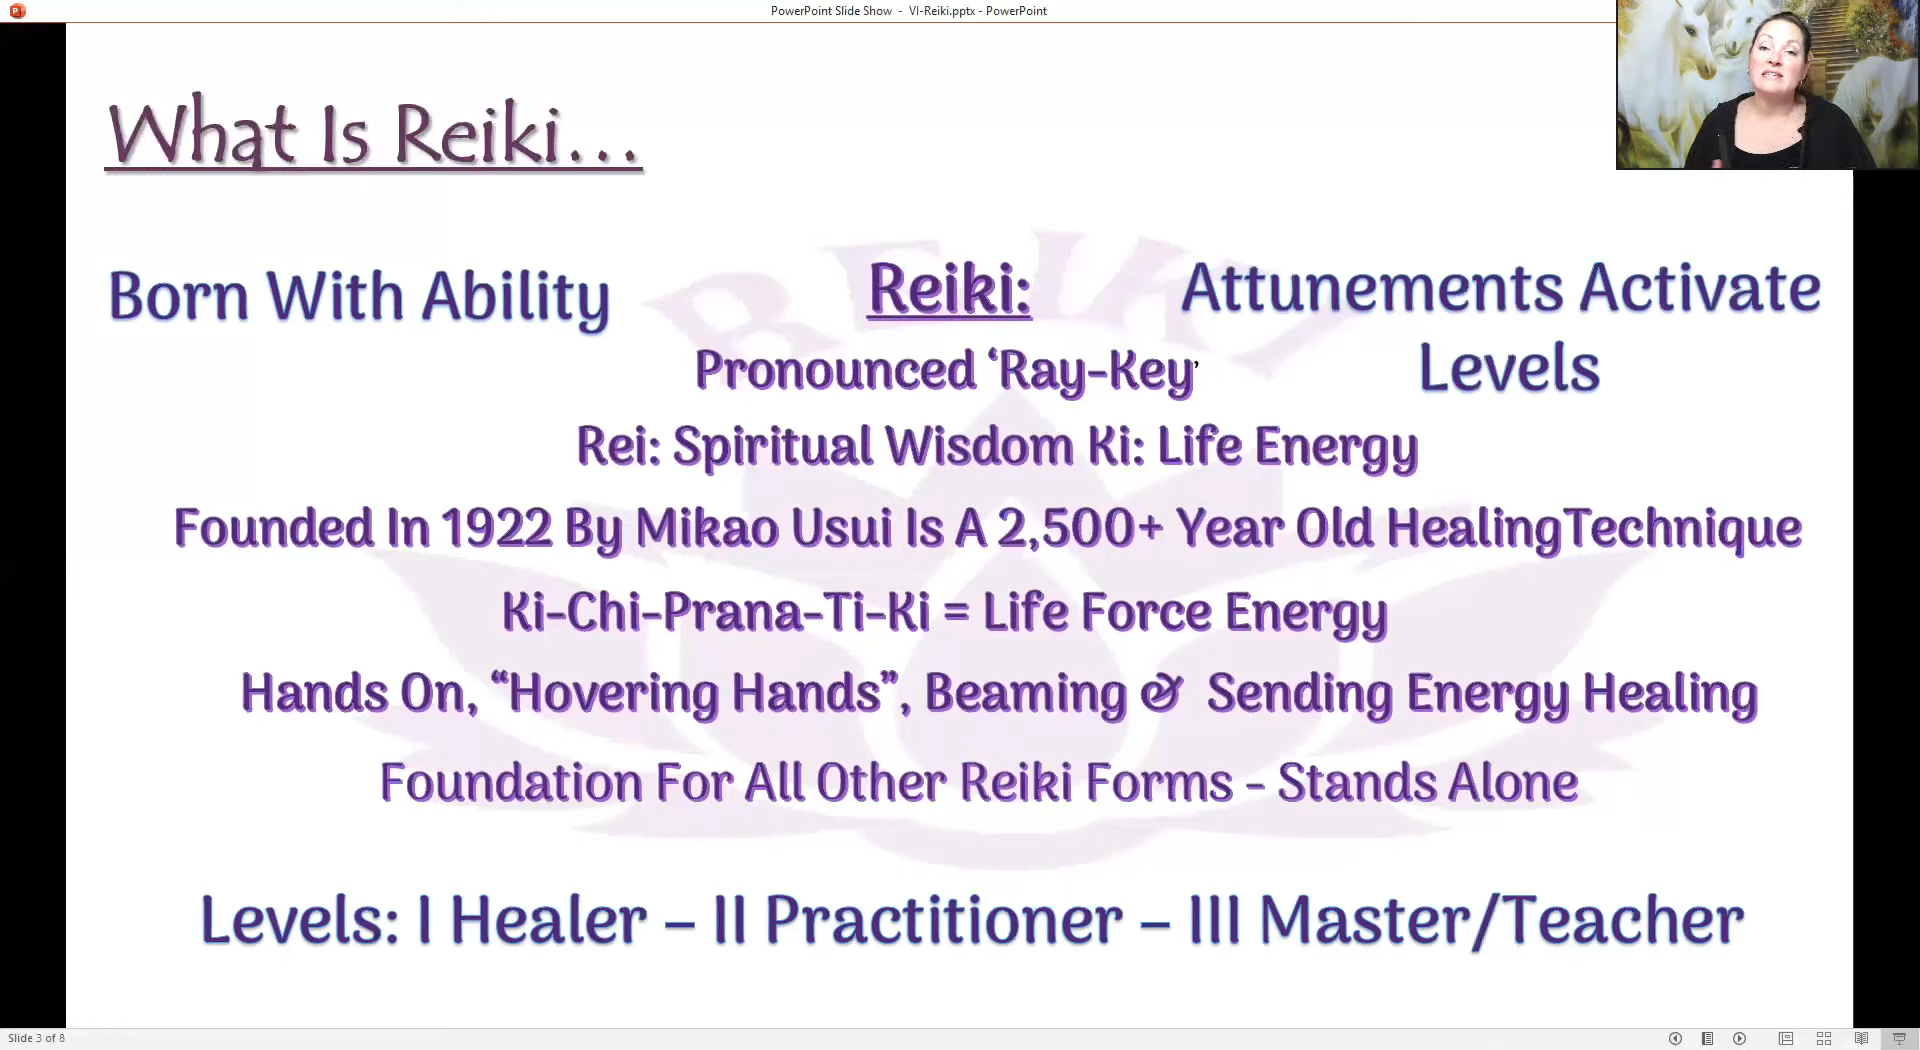 PowerPoint Slide Show - VI-Reiki.pptx - PowerPoint
What Is Reiki...
REIKI
Born With Ability
Reiki:
Attunements Activate
Levels
Pronounced ‘Ray-Key’
Rei: Spiritual Wisdom Ki: Life Energy
Founded In 1922 By Mikao Usui Is A 2,500+ Year Old HealingTechnique
Ki-Chi-Prana-Ti-Ki = Life Force Energy
Hands On, “Hovering Hands”, Beaming & Sending Energy Healing
Foundation For All Other Reiki Forms - Stands Alone
Levels: I Healer – II Practitioner – III Master/Teacher
Slide 3 of 8